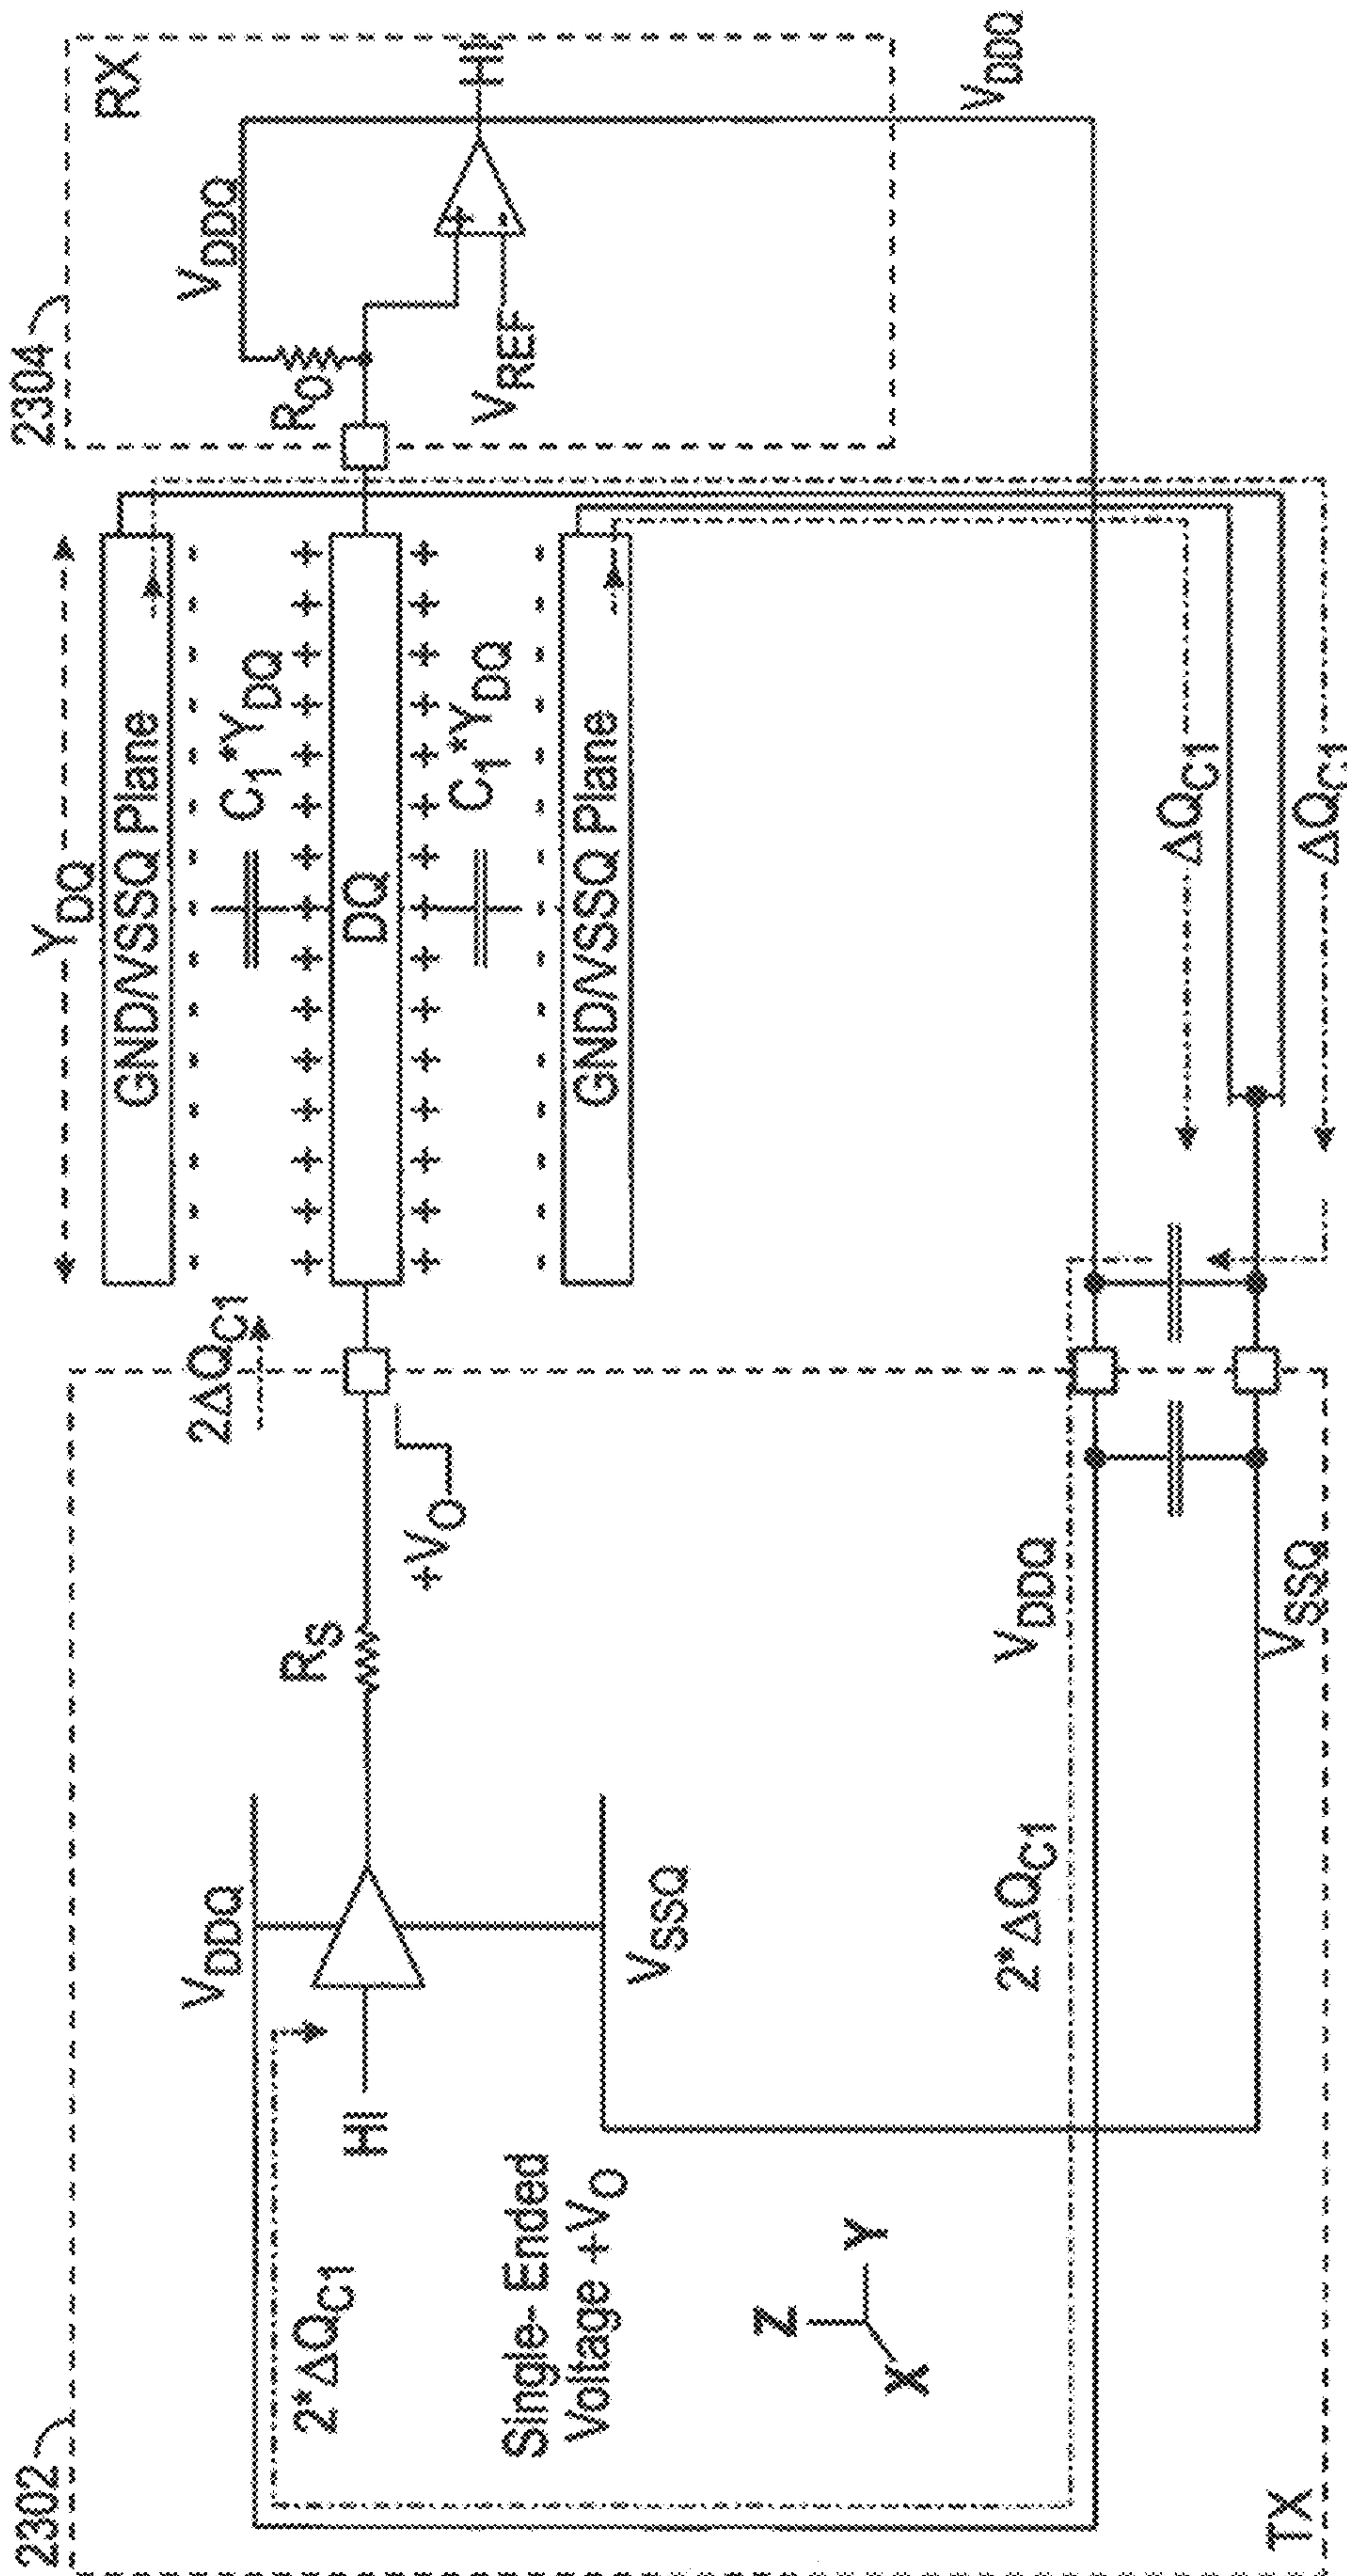 2302
TX
2*ΔQC1
VDDQ
HI
Single-Ended
Voltage +VO
Z
Y
X
VSSQ
RS
+VO
2ΔQC1
2*ΔQC1
VDDQ
VSSQ
YDQ
GND/VSSQ Plane
C1*YDQ
DQ
C1*YDQ
GND/VSSQ Plane
ΔQC1
ΔQC1
2304
RX
VDDQ
RO
VREF
HI
VDDQ